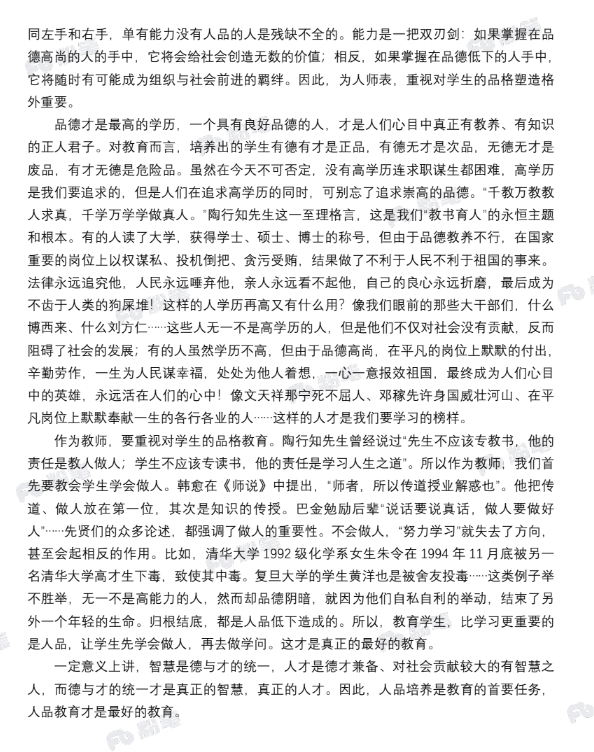 同左手和右手，单有能力没有人品的人是残缺不全的。能力是一把双刃剑：如果掌握在品
德高尚的人的手中，它将会给社会创造无数的价值；相反，如果掌握在品德低下的人手中，
它将随时有可能成为组织与社会前进的羁绊。因此，为人师表，重视对学生的品格塑造格
外重要。
品德才是最高的学历，一个具有良好品德的人，才是人们心目中真正有教养、有知识
的正人君子。对教育而言，培养出的学生有德有才是正品，有德无才是次品，无德无才是
废品，有才无德是危险品。虽然在今天不可否定，没有高学历连求职谋生都困难，高学历
是我们要追求的，但是人们在追求高学历的同时，可别忘了追求崇高的品德。“千教万教教
人求真，千学万学学做真人。”陶行知先生这一至理格言，这是我们“教书育人”的永恒主题
和根本。有的人读了大学，获得学士、硕士、博士的称号，但由于品德教养不行，在国家
重要的岗位上以权谋私、投机倒把、贪污受贿，结果做了不利于人民不利于祖国的事来。
法律永远追究他，人民永远唾弃他，亲人永远看不起他，自己的良心永远折磨，最后成为
不齿于人类的狗屎堆！这样的人学历再高又有什么用？像我们眼前的那些大干部们，什么
博西来、什么刘方仁……这些人无一不是高学历的人，但是他们不仅对社会没有贡献，反而
阻碍了社会的发展；有的人虽然学历不高，但由于品德高尚，在平凡的岗位上默默的付出，
辛勤劳作，一生为人民谋幸福，处处为他人着想，一心一意报效祖国，最终成为人们心目
中的英雄，永远活在人们的心中！像文天祥那宁死不屈人、邓稼先许身国威壮河山、在平
凡岗位上默默奉献一生的各行各业的人……这样的人才是我们要学习的榜样。
作为教师，要重视对学生的品格教育。陶行知先生曾经说过“先生不应该专教书，他的
责任是教人做人；学生不应该专读书，他的责任是学习人生之道”。所以作为教师，我们首
先要教会学生学会做人。韩愈在《师说》中提出，“师者，所以传道授业解惑也”。他把传
道、做人放在第一位，其次是知识的传授。巴金勉励后辈“说话要说真话，做人要做好
人”……先贤们的众多论述，都强调了做人的重要性。不会做人，“努力学习”就失去了方向，
甚至会起相反的作用。比如，清华大学 1992 级化学系女生朱令在 1994 年 11 月底被另一
名清华大学高才生下毒，致使其中毒。复旦大学的学生黄洋也是被舍友投毒……这类例子举
不胜举，无一不是高能力的人，然而却品德阴暗，就因为他们自私自利的举动，结束了另
外一个年轻的生命。归根结底，都是人品低下造成的。所以，教育学生，比学习更重要的
是人品，让学生先学会做人，再去做学问。这才是真正的最好的教育。
一定意义上讲，智慧是德与才的统一，人才是德才兼备、对社会贡献较大的有智慧之
人，而德与才的统一才是真正的智慧，真正的人才。因此，人品培养是教育的首要任务，
人品教育才是最好的教育。